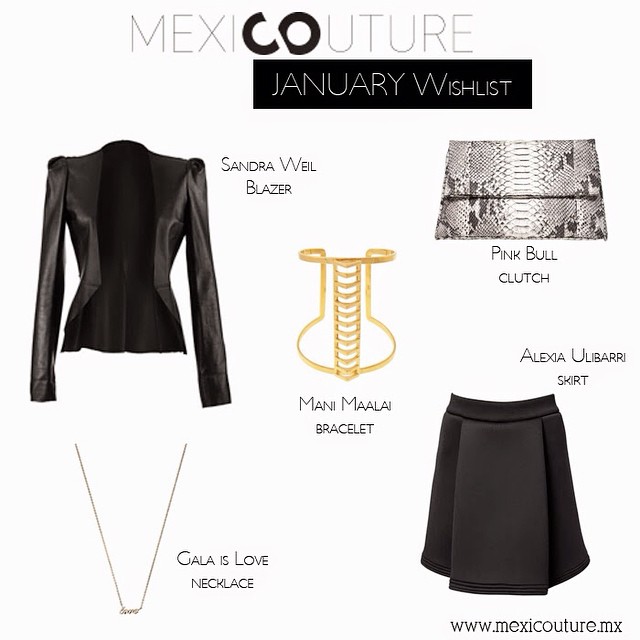 MEXICOUTURE
JANUARY WISHLIST
SANDRA WEIL
BLAZER
PINK BULL
CLUTCH
ALEXIA ULIBARRI
SKIRT
MANI MAALAI
BRACELET
GALA IS LOVE
NECKLACE
love
www.mexicouture.mx